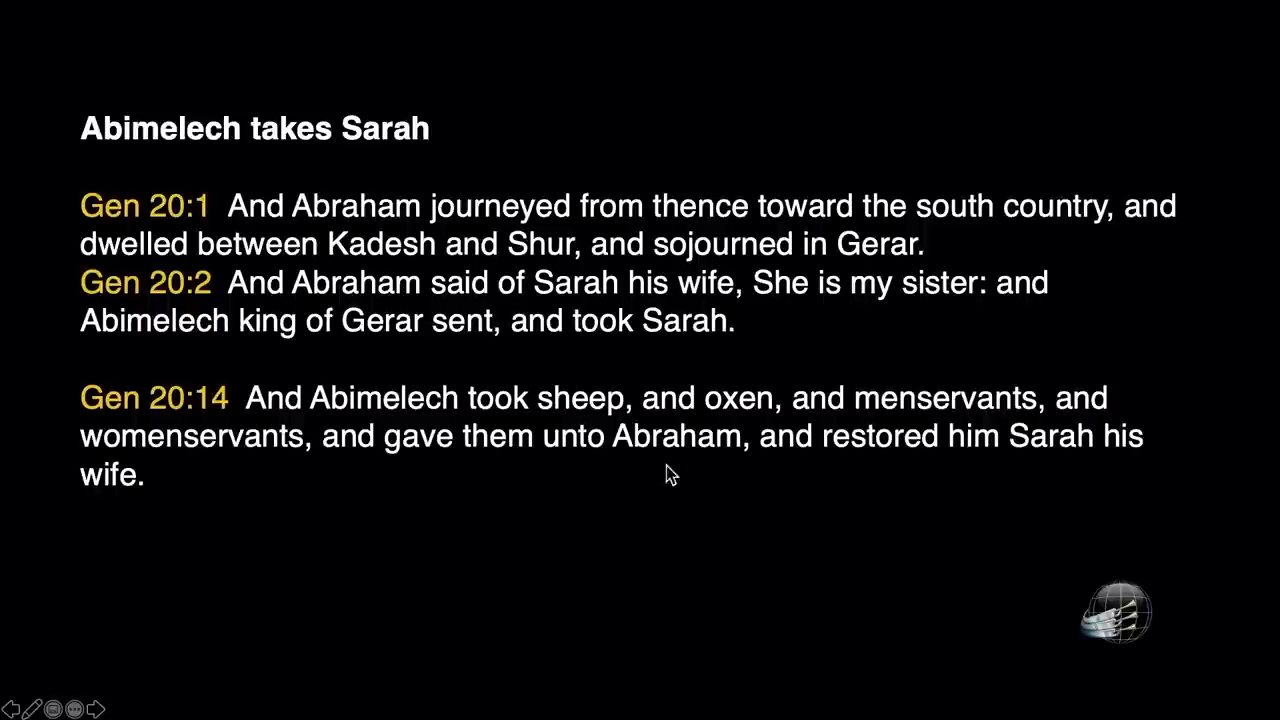 Abimelech takes Sarah
Gen 20:1 And Abraham journeyed from thence toward the south country, and
dwelled between Kadesh and Shur, and sojourned in Gerar.
Gen 20:2 And Abraham said of Sarah his wife, She is my sister: and
Abimelech king of Gerar sent, and took Sarah.
Gen 20:14 And Abimelech took sheep, and oxen, and menservants, and
womenservants, and gave them unto Abraham, and restored him Sarah his
wife.